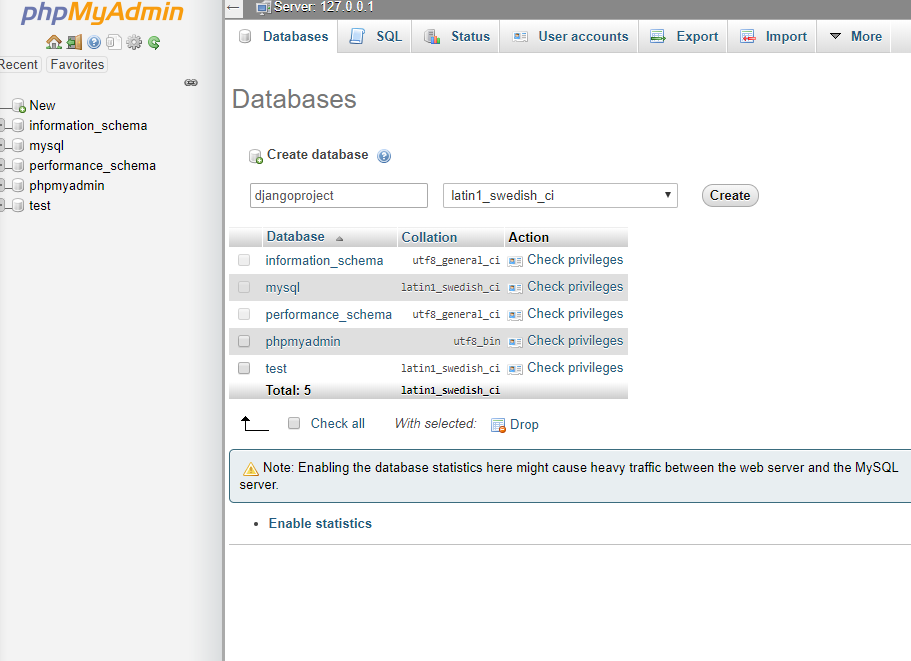 phpMyAdmin
Recent Favorites
New
information_schema
mysql
performance_schema
phpmyadmin
test
Server: 127.0.0.1
Databases SQL Status User accounts Export Import More
Databases
Create database
djangoproject latin1_swedish_ci Create
Database Collation Action
information_schema utf8_general_ci Check privileges
mysql latin1_swedish_ci Check privileges
performance_schema utf8_general_ci Check privileges
phpmyadmin utf8_bin Check privileges
test latin1_swedish_ci Check privileges
Total: 5 latin1_swedish_ci
Check all With selected: Drop
Note: Enabling the database statistics here might cause heavy traffic between the web server and the MySQL
server.
• Enable statistics